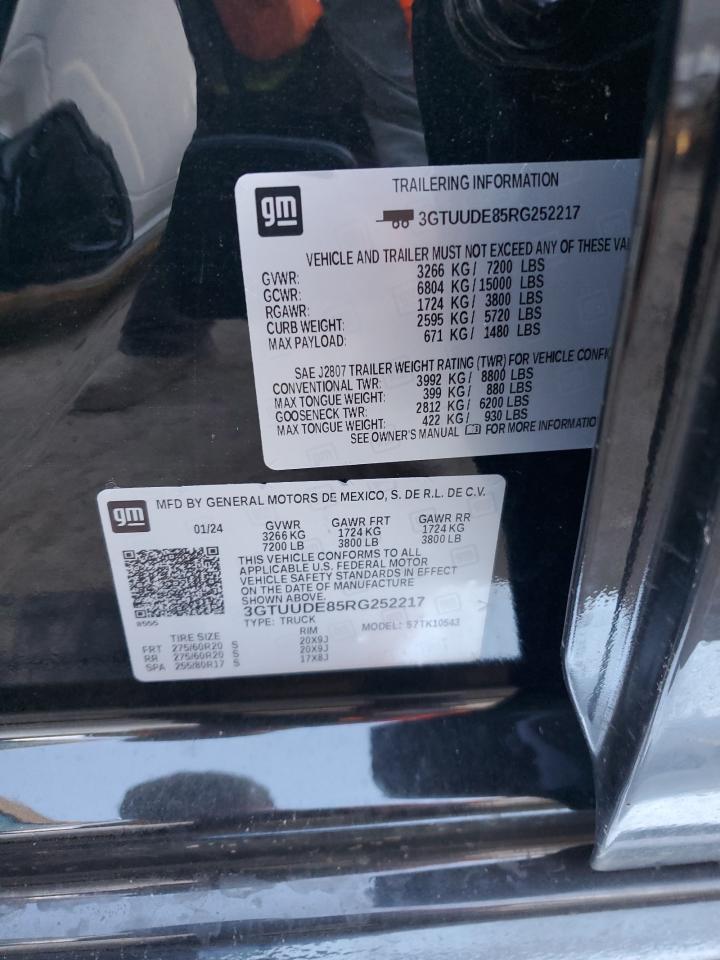 gm
TRAILERING INFORMATION
3GTUUDE85RG252217
VEHICLE AND TRAILER MUST NOT EXCEED ANY OF THESE VA
GVWR: 3266 KG/ 7200 LBS
GCWR: 6804 KG/15000 LBS
RGAWR: 1724 KG/ 3800 LBS
CURB WEIGHT: 2595 KG/ 5720 LBS
MAX PAYLOAD: 671 KG/ 1480 LBS
SAE J2807 TRAILER WEIGHT RATING (TWR) FOR VEHICLE CONFI
CONVENTIONAL TWR: 3992 KG/ 8800 LBS
MAX TONGUE WEIGHT: 399 KG/ 880 LBS
GOOSENECK TWR: 2812 KG/ 6200 LBS
MAX TONGUE WEIGHT: 422 KG/ 930 LBS
SEE OWNER'S MANUAL FOR MORE INFORMATIO
gm
MFD BY GENERAL MOTORS DE MEXICO, S. DE R.L. DE C.V.
01/24 GVWR GAWR FRT GAWR RR
3266 KG 1724 KG 1724 KG
7200 LB 3800 LB 3800 LB
THIS VEHICLE CONFORMS TO ALL
APPLICABLE U.S. FEDERAL MOTOR
VEHICLE SAFETY STANDARDS IN EFFECT
ON THE DATE OF MANUFACTURE
SHOWN ABOVE.
3GTUUDE85RG252217
TYPE: TRUCK MODEL: S7TK10543
TIRE SIZE RIM
FRT 275/60R20 S 20X9J
RR 275/60R20 S 20X9J
SPA 255/80R17 S 17X8J